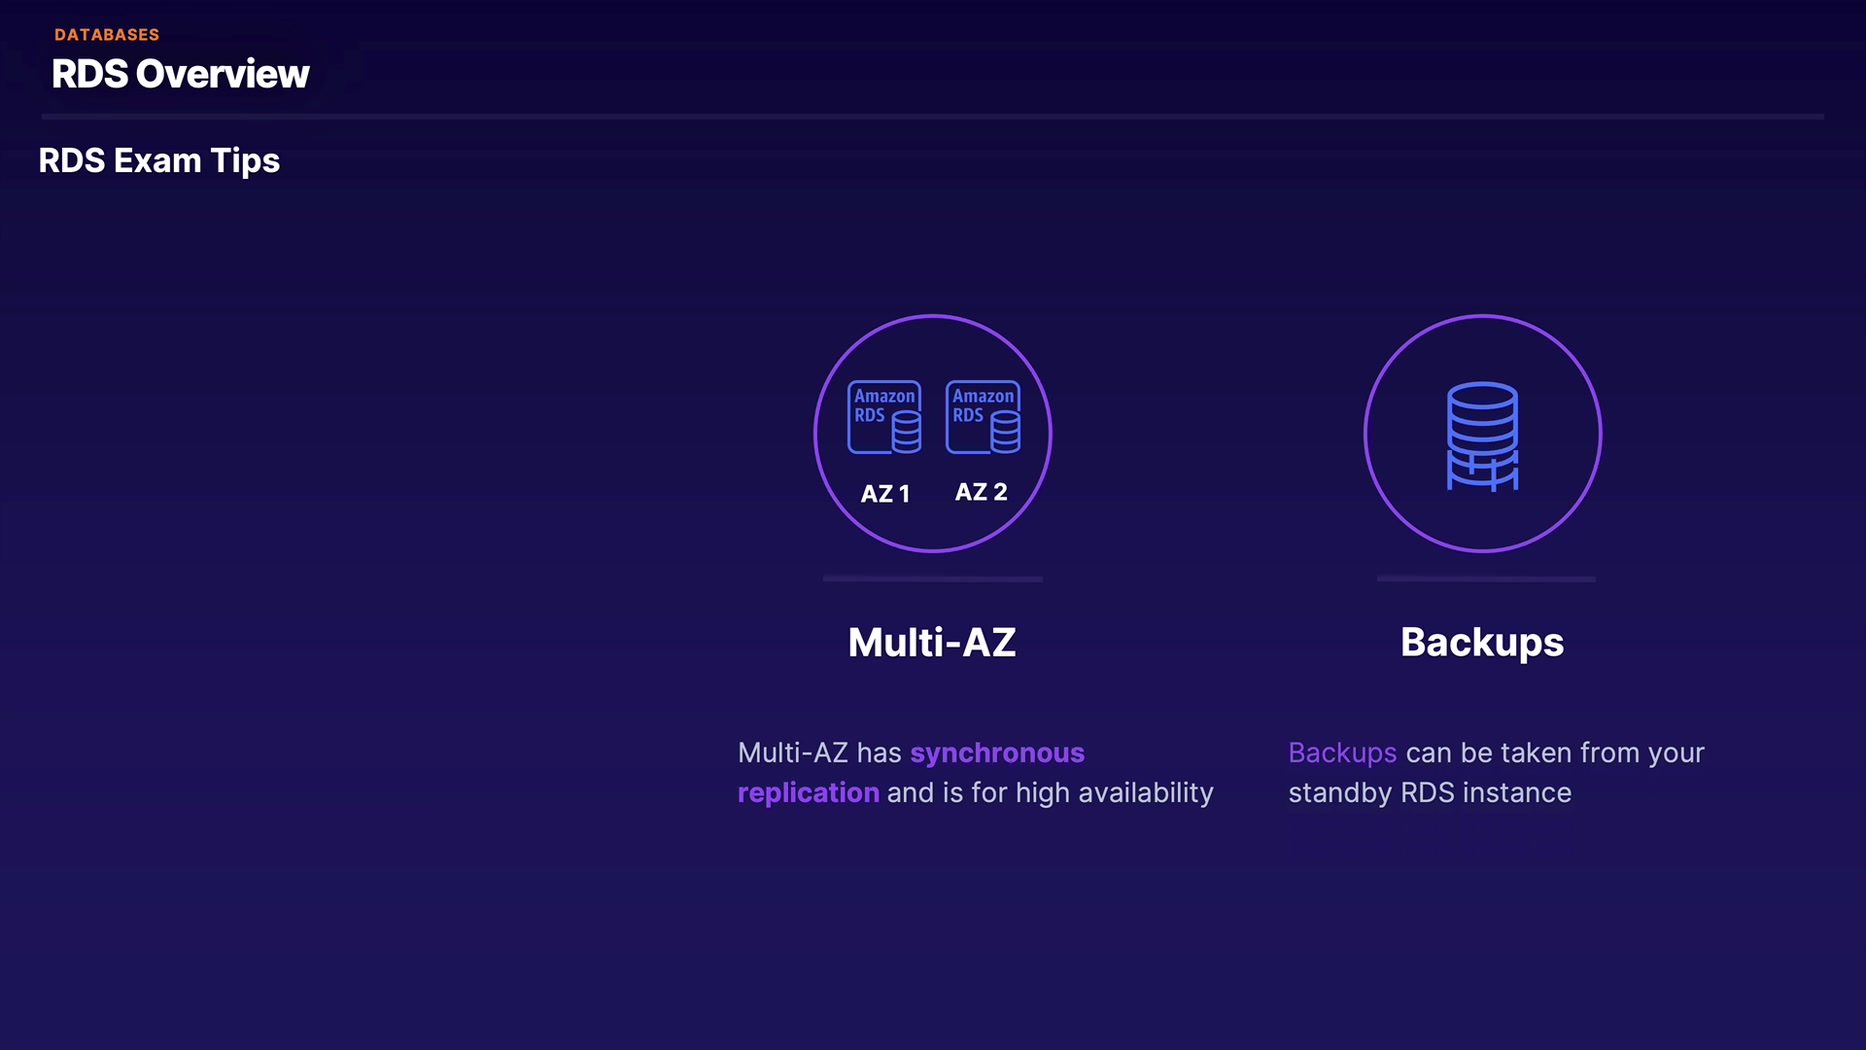 DATABASES
RDS Overview
RDS Exam Tips
Amazon
RDS
AZ 1
Amazon
RDS
AZ 2
Multi-AZ
Multi-AZ has synchronous
replication and is for high availability
Backups
Backups can be taken from your
standby RDS instance